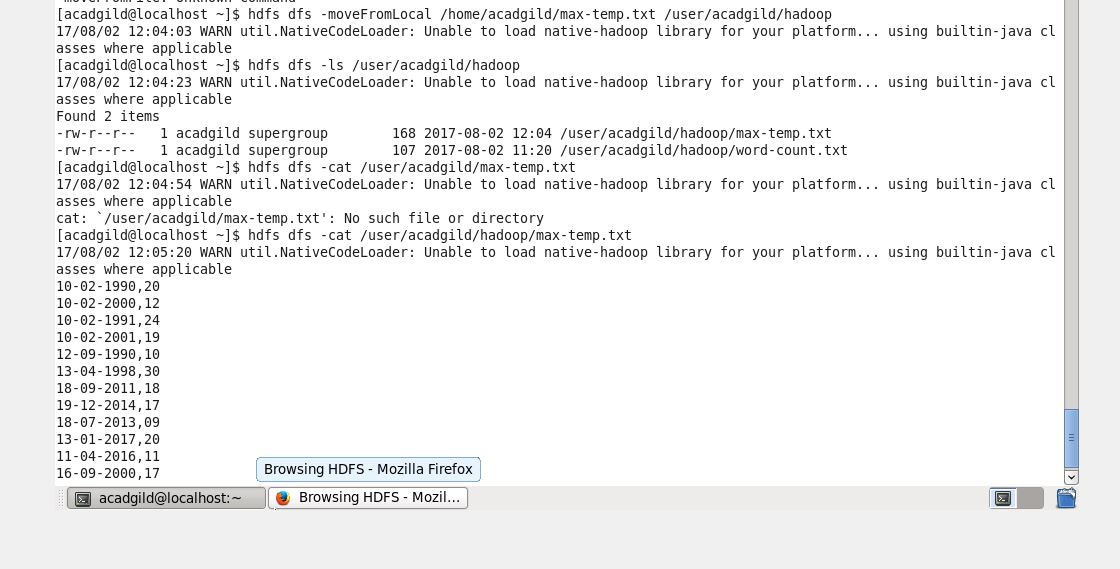 [acadgild@localhost ~]$ hdfs dfs -moveFromLocal /home/acadgild/max-temp.txt /user/acadgild/hadoop
17/08/02 12:04:03 WARN util.NativeCodeLoader: Unable to load native-hadoop library for your platform... using builtin-java cl
asses where applicable
[acadgild@localhost ~]$ hdfs dfs -ls /user/acadgild/hadoop
17/08/02 12:04:23 WARN util.NativeCodeLoader: Unable to load native-hadoop library for your platform... using builtin-java cl
asses where applicable
Found 2 items
-rw-r--r--   1 acadgild supergroup        168 2017-08-02 12:04 /user/acadgild/hadoop/max-temp.txt
-rw-r--r--   1 acadgild supergroup        107 2017-08-02 11:20 /user/acadgild/hadoop/word-count.txt
[acadgild@localhost ~]$ hdfs dfs -cat /user/acadgild/max-temp.txt
17/08/02 12:04:54 WARN util.NativeCodeLoader: Unable to load native-hadoop library for your platform... using builtin-java cl
asses where applicable
cat: `/user/acadgild/max-temp.txt': No such file or directory
[acadgild@localhost ~]$ hdfs dfs -cat /user/acadgild/hadoop/max-temp.txt
17/08/02 12:05:20 WARN util.NativeCodeLoader: Unable to load native-hadoop library for your platform... using builtin-java cl
asses where applicable
10-02-1990,20
10-02-2000,12
10-02-1991,24
10-02-2001,19
12-09-1990,10
13-04-1998,30
18-09-2011,18
19-12-2014,17
18-07-2013,09
13-01-2017,20
11-04-2016,11
16-09-2000,17
Browsing HDFS - Mozilla Firefox
acadgild@localhost:~
Browsing HDFS - Mozil...